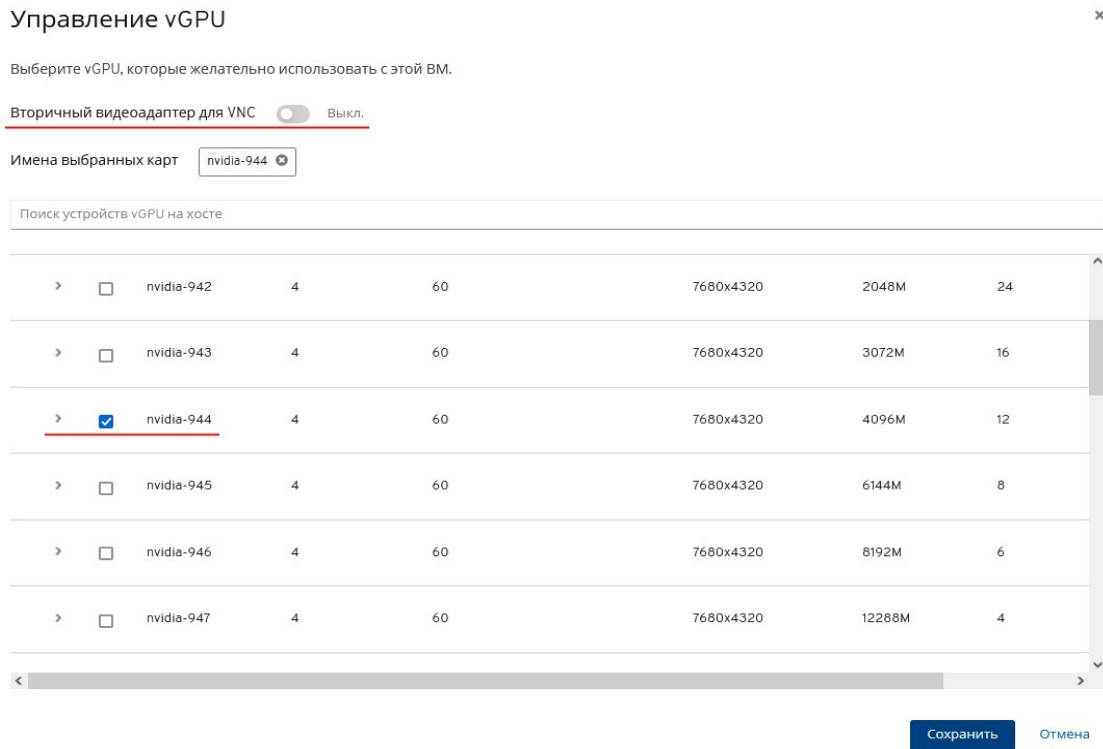 Управление vGPU
Выберите vGPU, которые желательно использовать с этой ВМ.
Вторичный видеоадаптер для VNC Выкл.
Имена выбранных карт nvidia-944
Поиск устройств vGPU на хосте
nvidia-942 4 60 7680x4320 2048M 24
nvidia-943 4 60 7680x4320 3072M 16
nvidia-944 4 60 7680x4320 4096M 12
nvidia-945 4 60 7680x4320 6144M 8
nvidia-946 4 60 7680x4320 8192M 6
nvidia-947 4 60 7680x4320 12288M 4
Сохранить Отмена